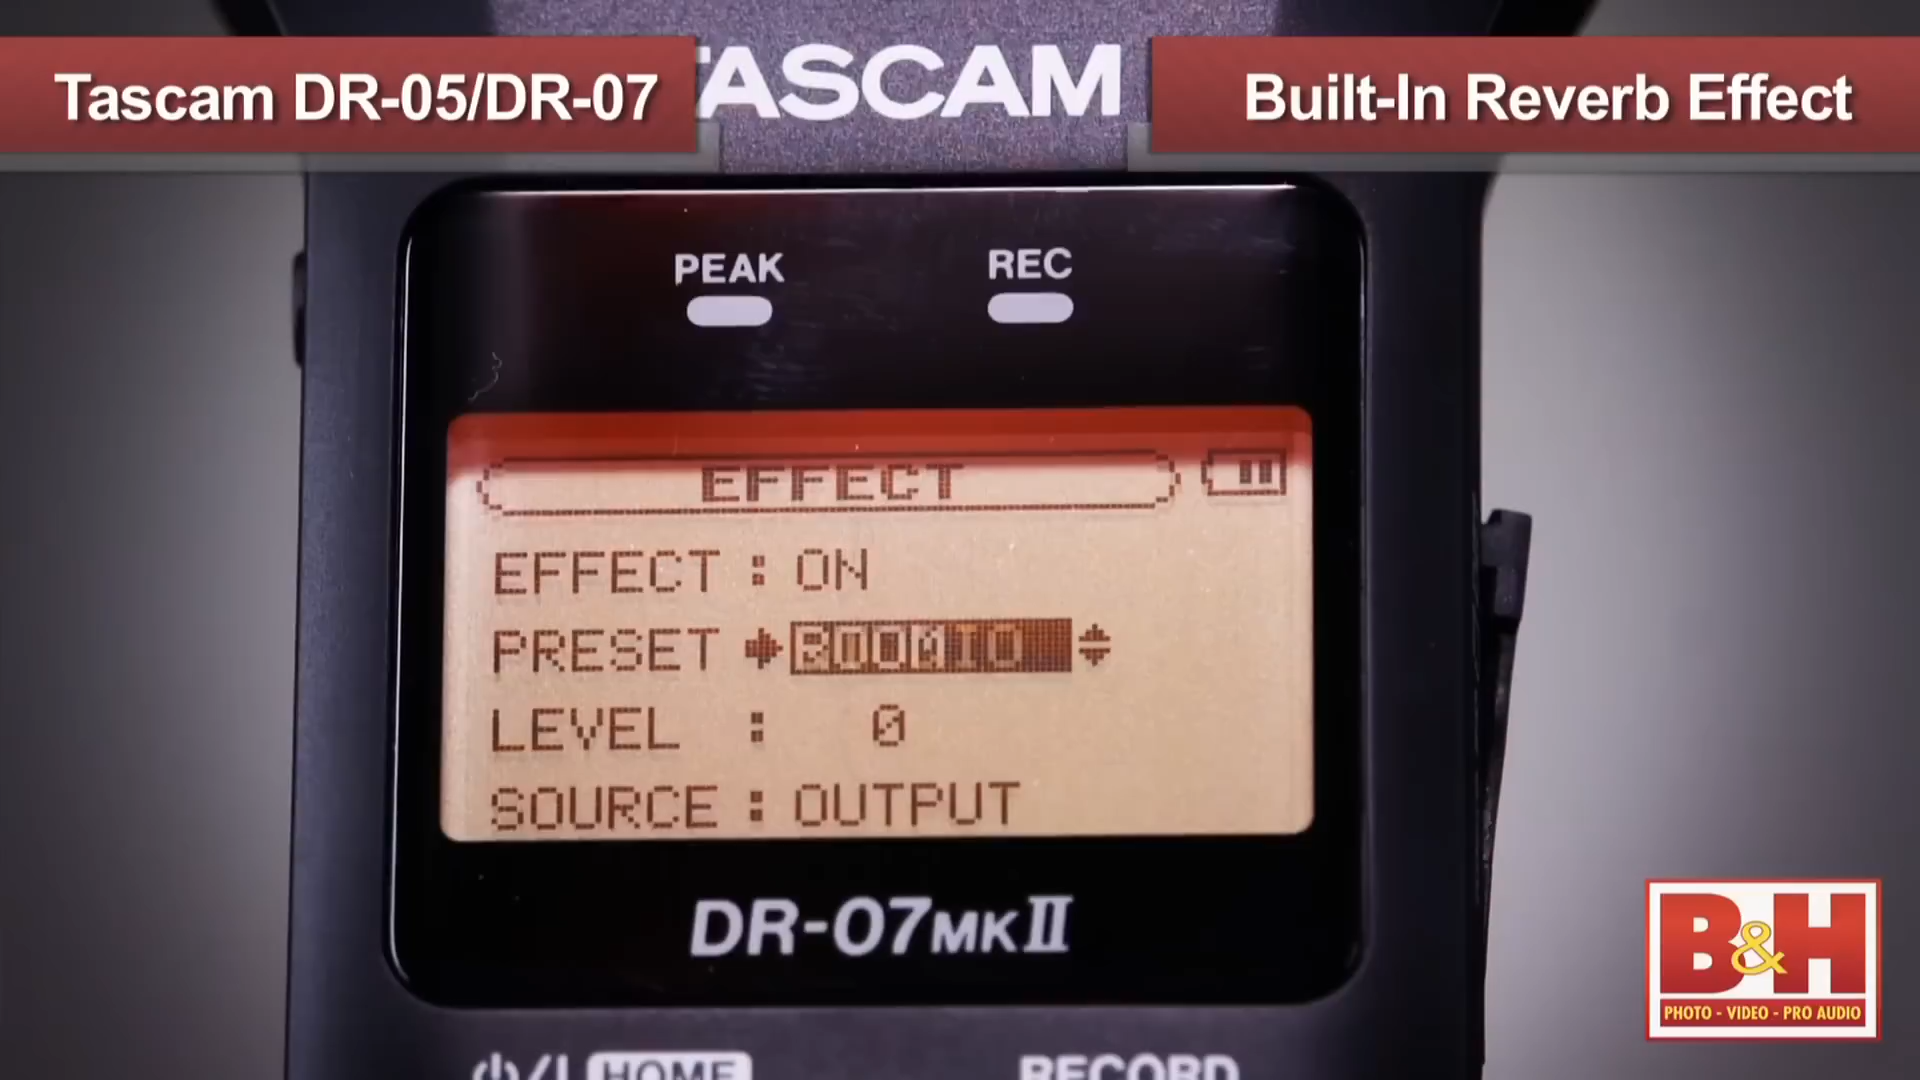 Tascam DR-05/DR-07
TASCAM
Built-In Reverb Effect
PEAK
REC
EFFECT
EFFECT : ON
PRESET
LEVEL : 0
SOURCE : OUTPUT
DR-07MKII
HOME
RECORD
B&H
PHOTO - VIDEO - PRO AUDIO